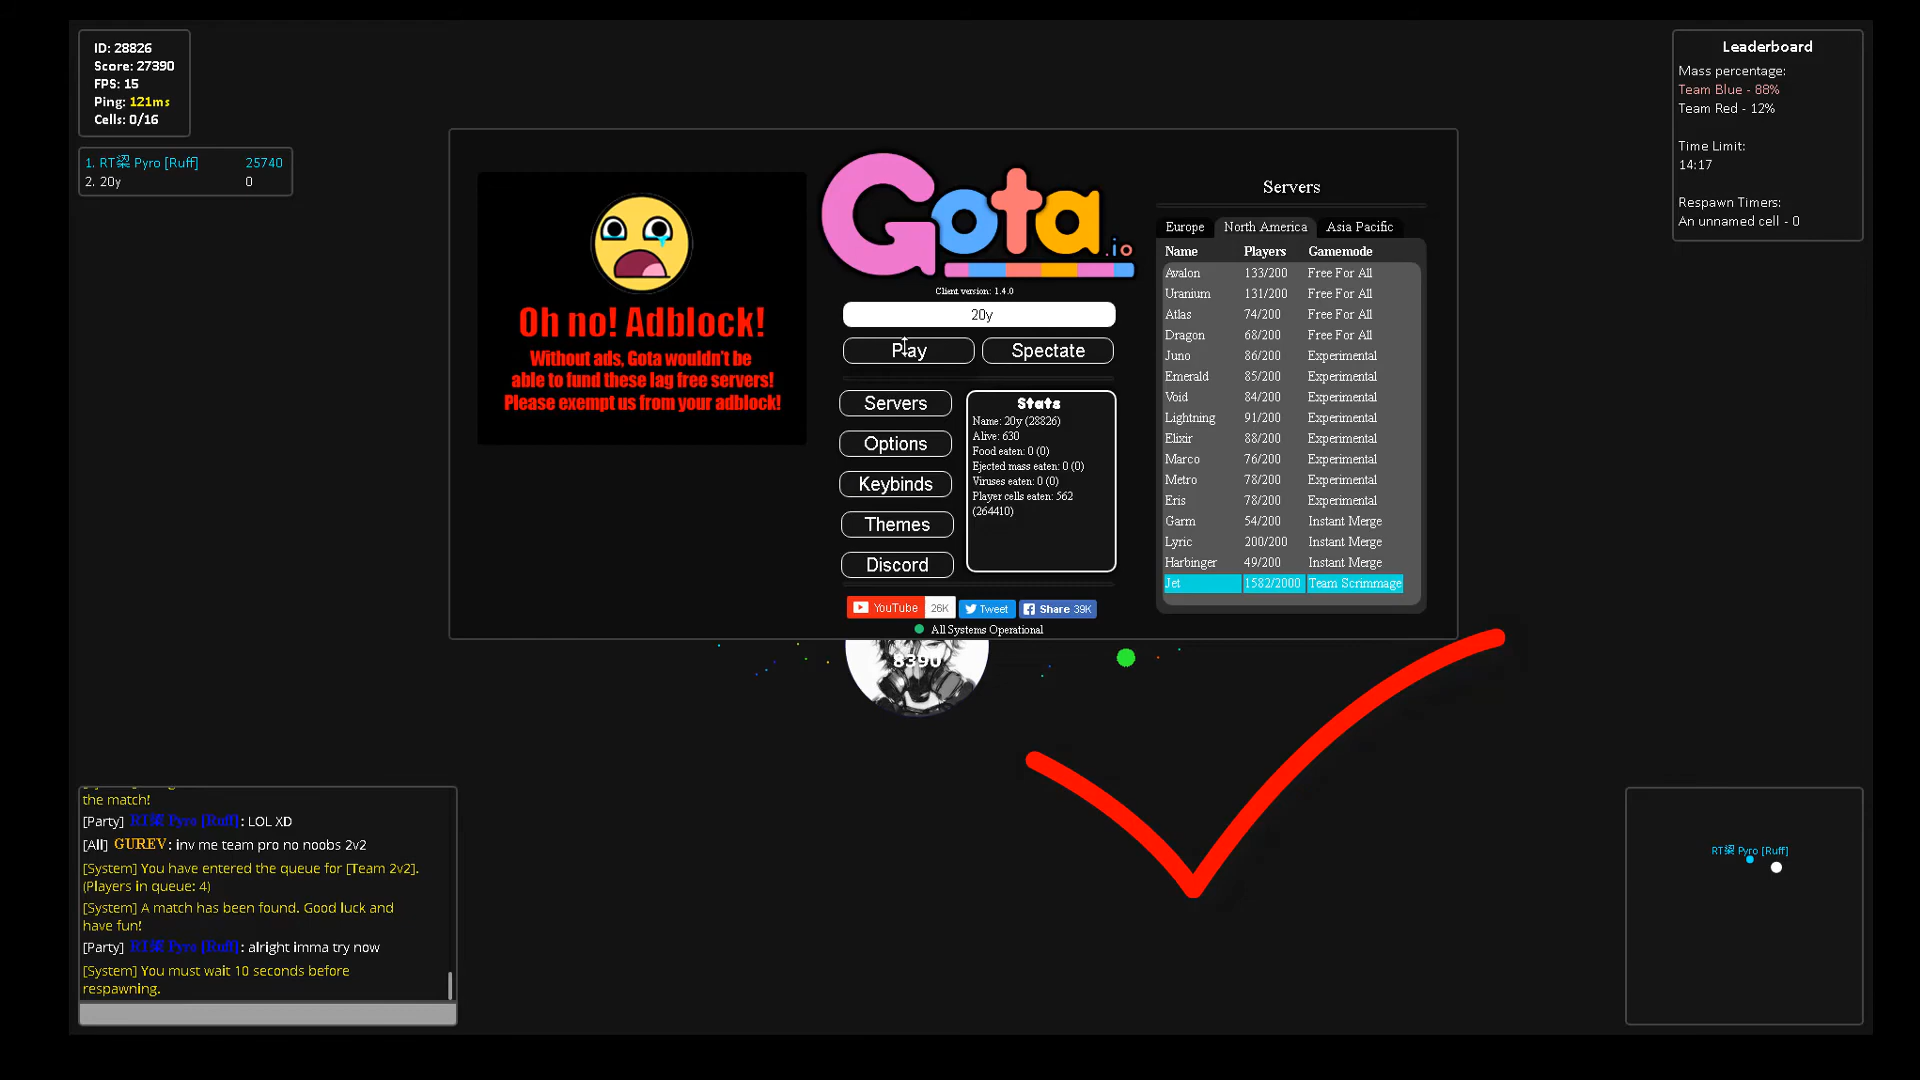 ID: 28826
Score: 27390
FPS: 15
Ping: 121ms
Cells: 0/16
1. RT梁 Pyro [Ruff] 25740
2. 20y 0
Oh no! Adblock!
Without ads, Gota wouldn't be
able to fund these lag free servers!
Please exempt us from your adblock!
Gota.io
Client version: 1.4.0
20y
Play
Spectate
Servers
Options
Keybinds
Themes
Discord
Stats
Name: 20y (28826)
Alive: 630
Food eaten: 0 (0)
Ejected mass eaten: 0 (0)
Viruses eaten: 0 (0)
Player cells eaten: 562
(264410)
YouTube 26K Tweet Share 39K
All Systems Operational
8390
Servers
Europe North America Asia Pacific
Name Players Gamemode
Avalon 133/200 Free For All
Uranium 131/200 Free For All
Atlas 74/200 Free For All
Dragon 68/200 Free For All
Juno 86/200 Experimental
Emerald 85/200 Experimental
Void 84/200 Experimental
Lightning 91/200 Experimental
Elixir 88/200 Experimental
Marco 76/200 Experimental
Metro 78/200 Experimental
Eris 78/200 Experimental
Garm 54/200 Instant Merge
Lyric 200/200 Instant Merge
Harbinger 49/200 Instant Merge
Jet 1582/2000 Team Scrimmage
Leaderboard
Mass percentage:
Team Blue - 88%
Team Red - 12%
Time Limit:
14:17
Respawn Timers:
An unnamed cell - 0
the match!
[Party] RT梁 Pyro [Ruff]: LOL XD
[All] GUREV: inv me team pro no noobs 2v2
[System] You have entered the queue for [Team 2v2].
(Players in queue: 4)
[System] A match has been found. Good luck and
have fun!
[Party] RT梁 Pyro [Ruff]: alright imma try now
[System] You must wait 10 seconds before
respawning.
RT梁 Pyro [Ruff]